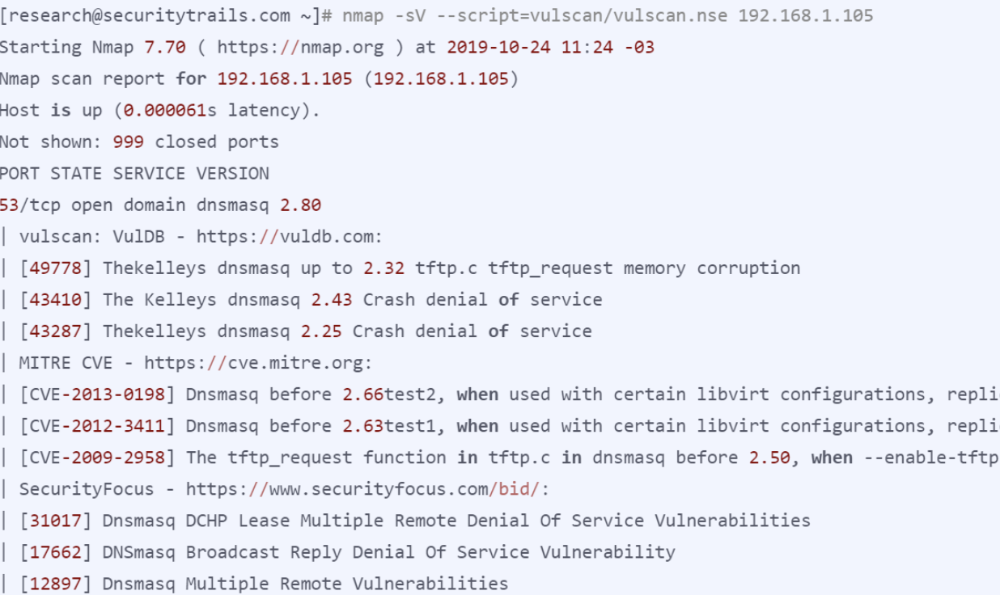 [research@securitytrails.com ~]# nmap -sV --script=vulscan/vulscan.nse 192.168.1.105
Starting Nmap 7.70 ( https://nmap.org ) at 2019-10-24 11:24 -03
Nmap scan report for 192.168.1.105 (192.168.1.105)
Host is up (0.000061s latency).
Not shown: 999 closed ports
PORT STATE SERVICE VERSION
53/tcp open domain dnsmasq 2.80
| vulscan: VulDB - https://vuldb.com:
| [49778] Thekelleys dnsmasq up to 2.32 tftp.c tftp_request memory corruption
| [43410] The Kelleys dnsmasq 2.43 Crash denial of service
| [43287] Thekelleys dnsmasq 2.25 Crash denial of service
| MITRE CVE - https://cve.mitre.org:
| [CVE-2013-0198] Dnsmasq before 2.66test2, when used with certain libvirt configurations,
| [CVE-2012-3411] Dnsmasq before 2.63test1, when used with certain libvirt configurations,
| [CVE-2009-2958] The tftp_request function in tftp.c in dnsmasq before 2.50, when --enable-tftp
| SecurityFocus - https://www.securityfocus.com/bid/:
| [31017] Dnsmasq DCHP Lease Multiple Remote Denial Of Service Vulnerabilities
| [17662] DNSmasq Broadcast Reply Denial Of Service Vulnerability
| [12897] Dnsmasq Multiple Remote Vulnerabilities